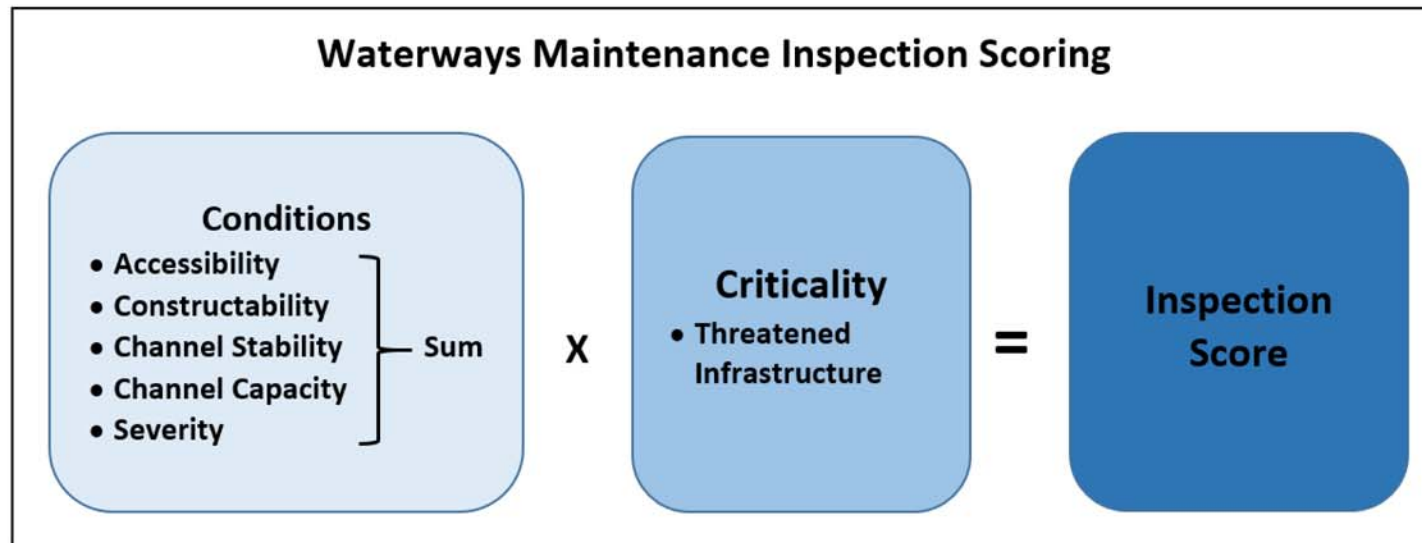 Waterways Maintenance Inspection Scoring
Conditions
• Accessibility
• Constructability
• Channel Stability
• Channel Capacity
• Severity
Sum
X
Criticality
• Threatened
Infrastructure
=
Inspection
Score